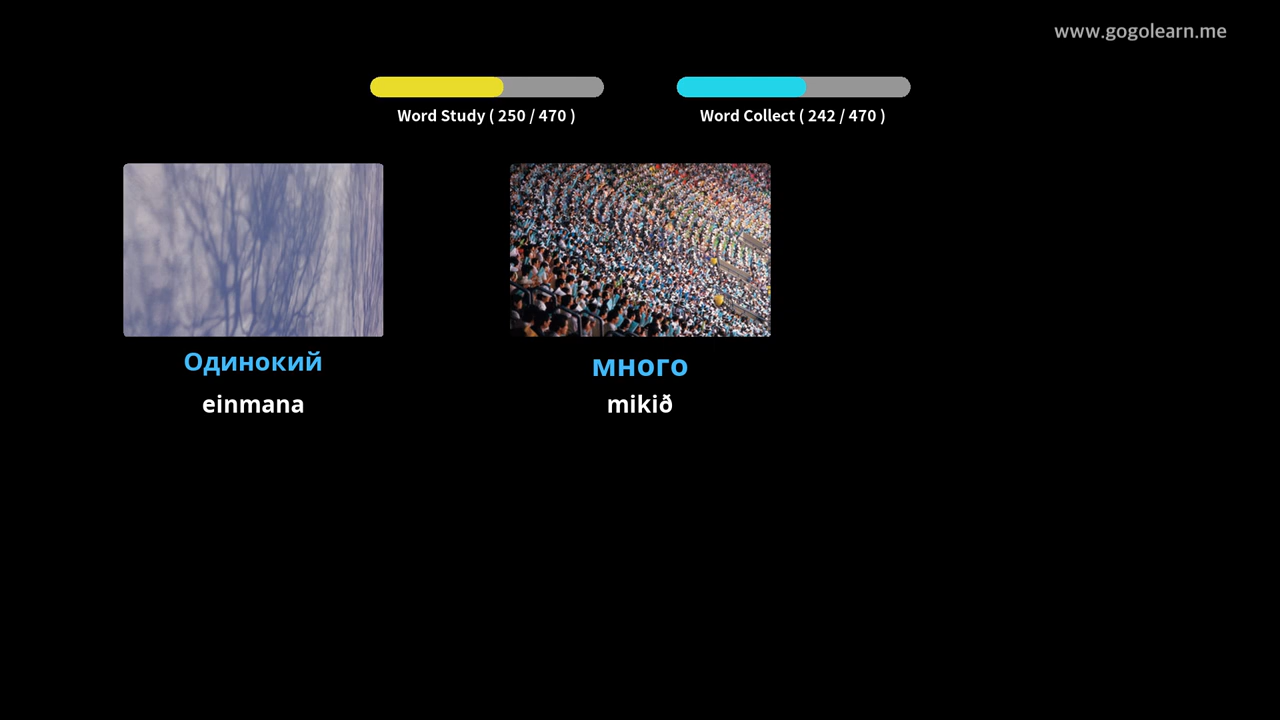 www.gogolearn.me
Word Study ( 250 / 470 )
Word Collect ( 242 / 470 )
Одинокий
einmana
много
mikið